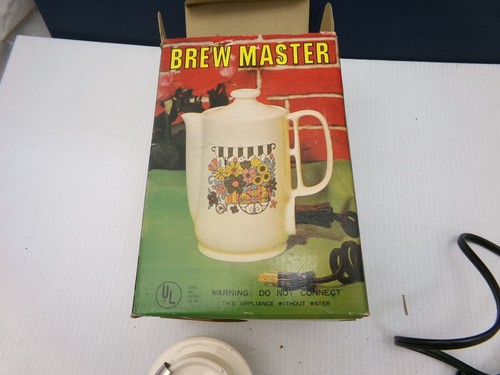 BREW MASTER
UL
WARNING: DO NOT CONNECT
THIS APPLIANCE WITHOUT WATER